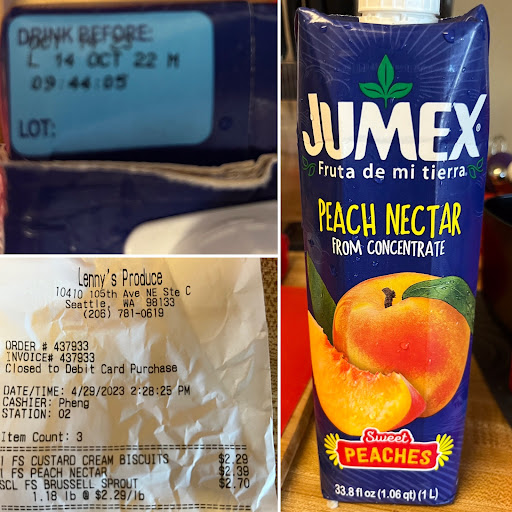 DRINK BEFORE:
L 14 OCT 22 M
09:44:05
LOT:
Lenny's Produce
10410 105th Ave NE Ste C
Seattle, WA 98133
(206) 781-0619
ORDER # 437933
INVOICE# 437933
Closed to Debit Card Purchase
DATE/TIME: 4/29/2023 2:28:25 PM
CASHIER: Pheng
STATION: 02
Item Count: 3
1 FS CUSTARD CREAM BISCUITS $2.29
1 FS PEACH NECTAR $2.39
SCL FS BRUSSELL SPROUT $2.70
1.18 lb @ $2.29/lb
JUMEX®
Fruta de mi tierra
PEACH NECTAR
FROM CONCENTRATE
Sweet
PEACHES
33.8 fl oz (1.06 qt) (1 L)